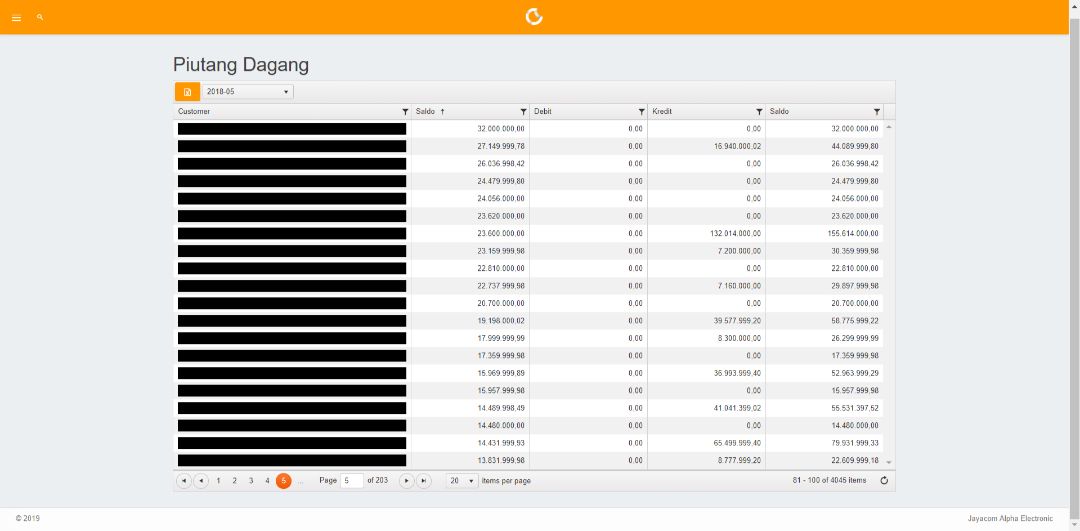 Piutang Dagang
2018-05
Customer Saldo ↑ Debit Kredit Saldo
32.000.000,00 0,00 0,00 32.000.000,00
27.149.999,78 0,00 16.940.000,02 44.089.999,80
26.036.998,42 0,00 0,00 26.036.998,42
24.479.999,80 0,00 0,00 24.479.999,80
24.056.000,00 0,00 0,00 24.056.000,00
23.620.000,00 0,00 0,00 23.620.000,00
23.600.000,00 0,00 132.014.000,00 155.614.000,00
23.159.999,98 0,00 7.200.000,00 30.359.999,98
22.810.000,00 0,00 0,00 22.810.000,00
22.737.999,98 0,00 7.160.000,00 29.897.999,98
20.700.000,00 0,00 0,00 20.700.000,00
19.198.000,02 0,00 39.577.999,20 58.775.999,22
17.999.999,99 0,00 8.300.000,00 26.299.999,99
17.359.999,98 0,00 0,00 17.359.999,98
15.969.999,89 0,00 36.993.999,40 52.963.999,29
15.957.999,98 0,00 0,00 15.957.999,98
14.489.998,49 0,00 41.041.399,02 55.531.397,52
14.480.000,00 0,00 0,00 14.480.000,00
14.431.999,93 0,00 65.499.999,40 79.931.999,33
13.831.999,98 0,00 8.777.999,20 22.609.999,18
1 2 3 4 5 ... Page 5 of 203 20 items per page 81 - 100 of 4045 items
© 2019 Jayacom Alpha Electronic